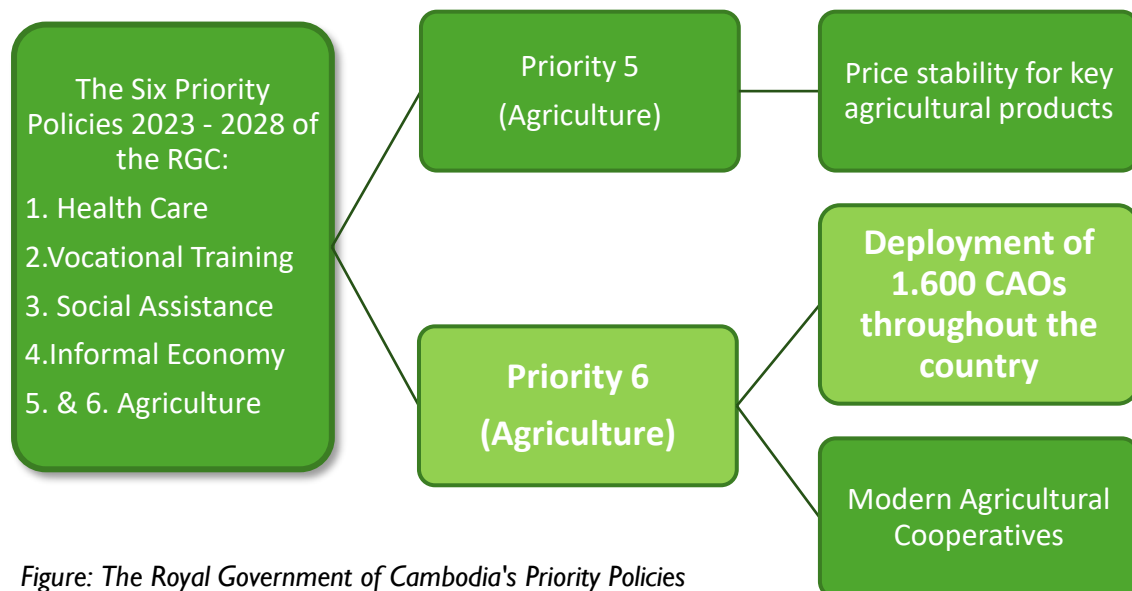 The Six Priority
Policies 2023 - 2028 of
the RGC:
1. Health Care
2.Vocational Training
3. Social Assistance
4.Informal Economy
5. & 6. Agriculture
Priority 5
(Agriculture)
Price stability for key
agricultural products
Priority 6
(Agriculture)
Deployment of
1.600 CAOs
throughout the
country
Modern Agricultural
Cooperatives
Figure: The Royal Government of Cambodia's Priority Policies